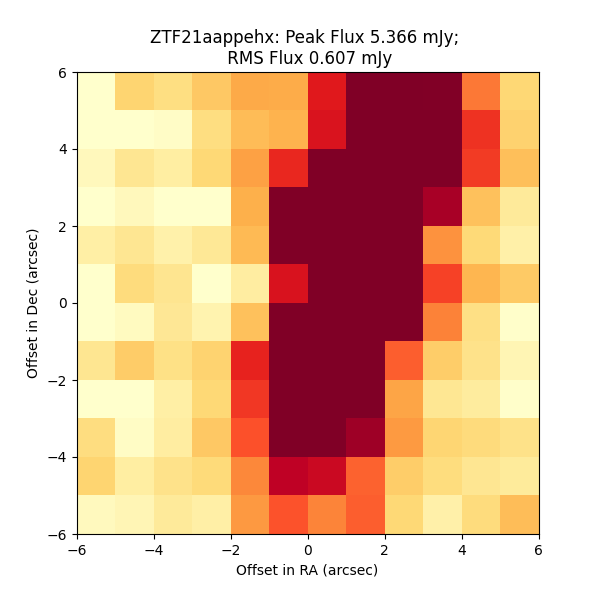 ZTF21aappehx: Peak Flux 5.366 mJy;
RMS Flux 0.607 mJy
6
4
2
0
−2
−4
−6
Offset in Dec (arcsec)
−6 −4 −2 0 2 4 6
Offset in RA (arcsec)